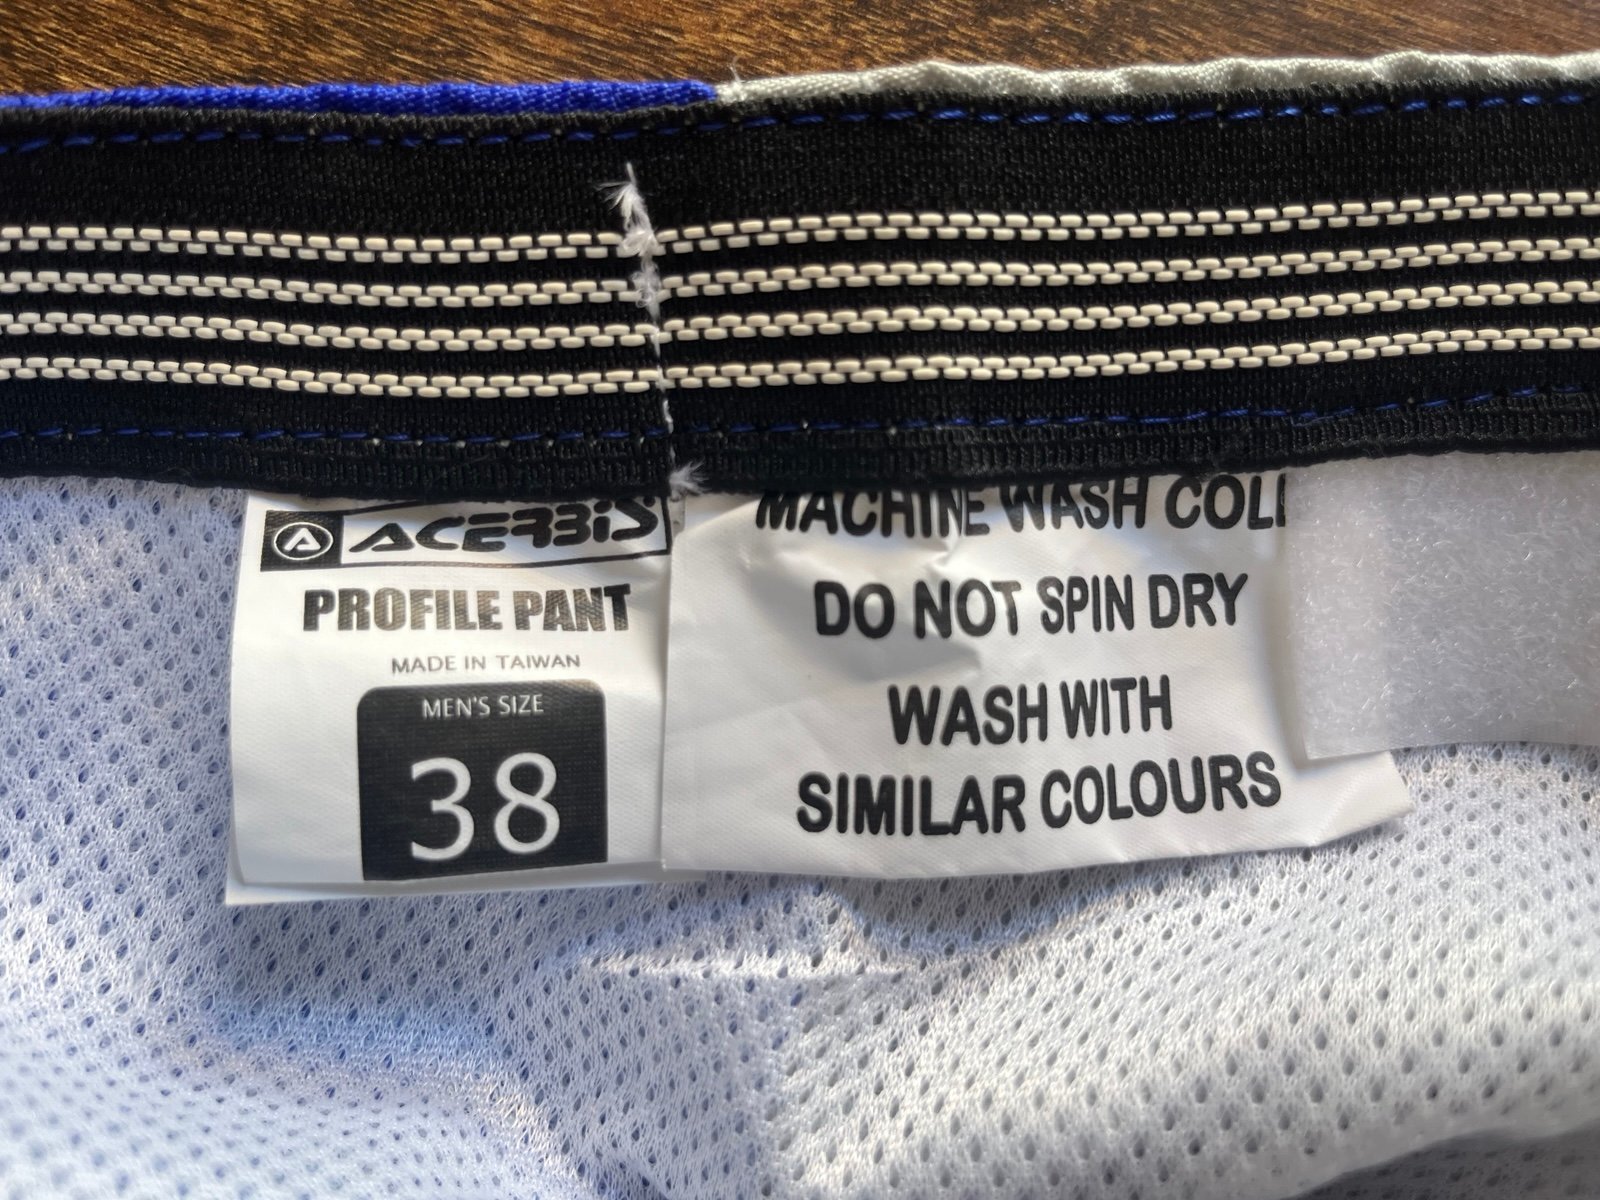 ACERBIS
PROFILE PANT
MADE IN TAIWAN
MEN'S SIZE
38
MACHINE WASH
DO NOT SPIN DRY
WASH WITH
SIMILAR COLOURS